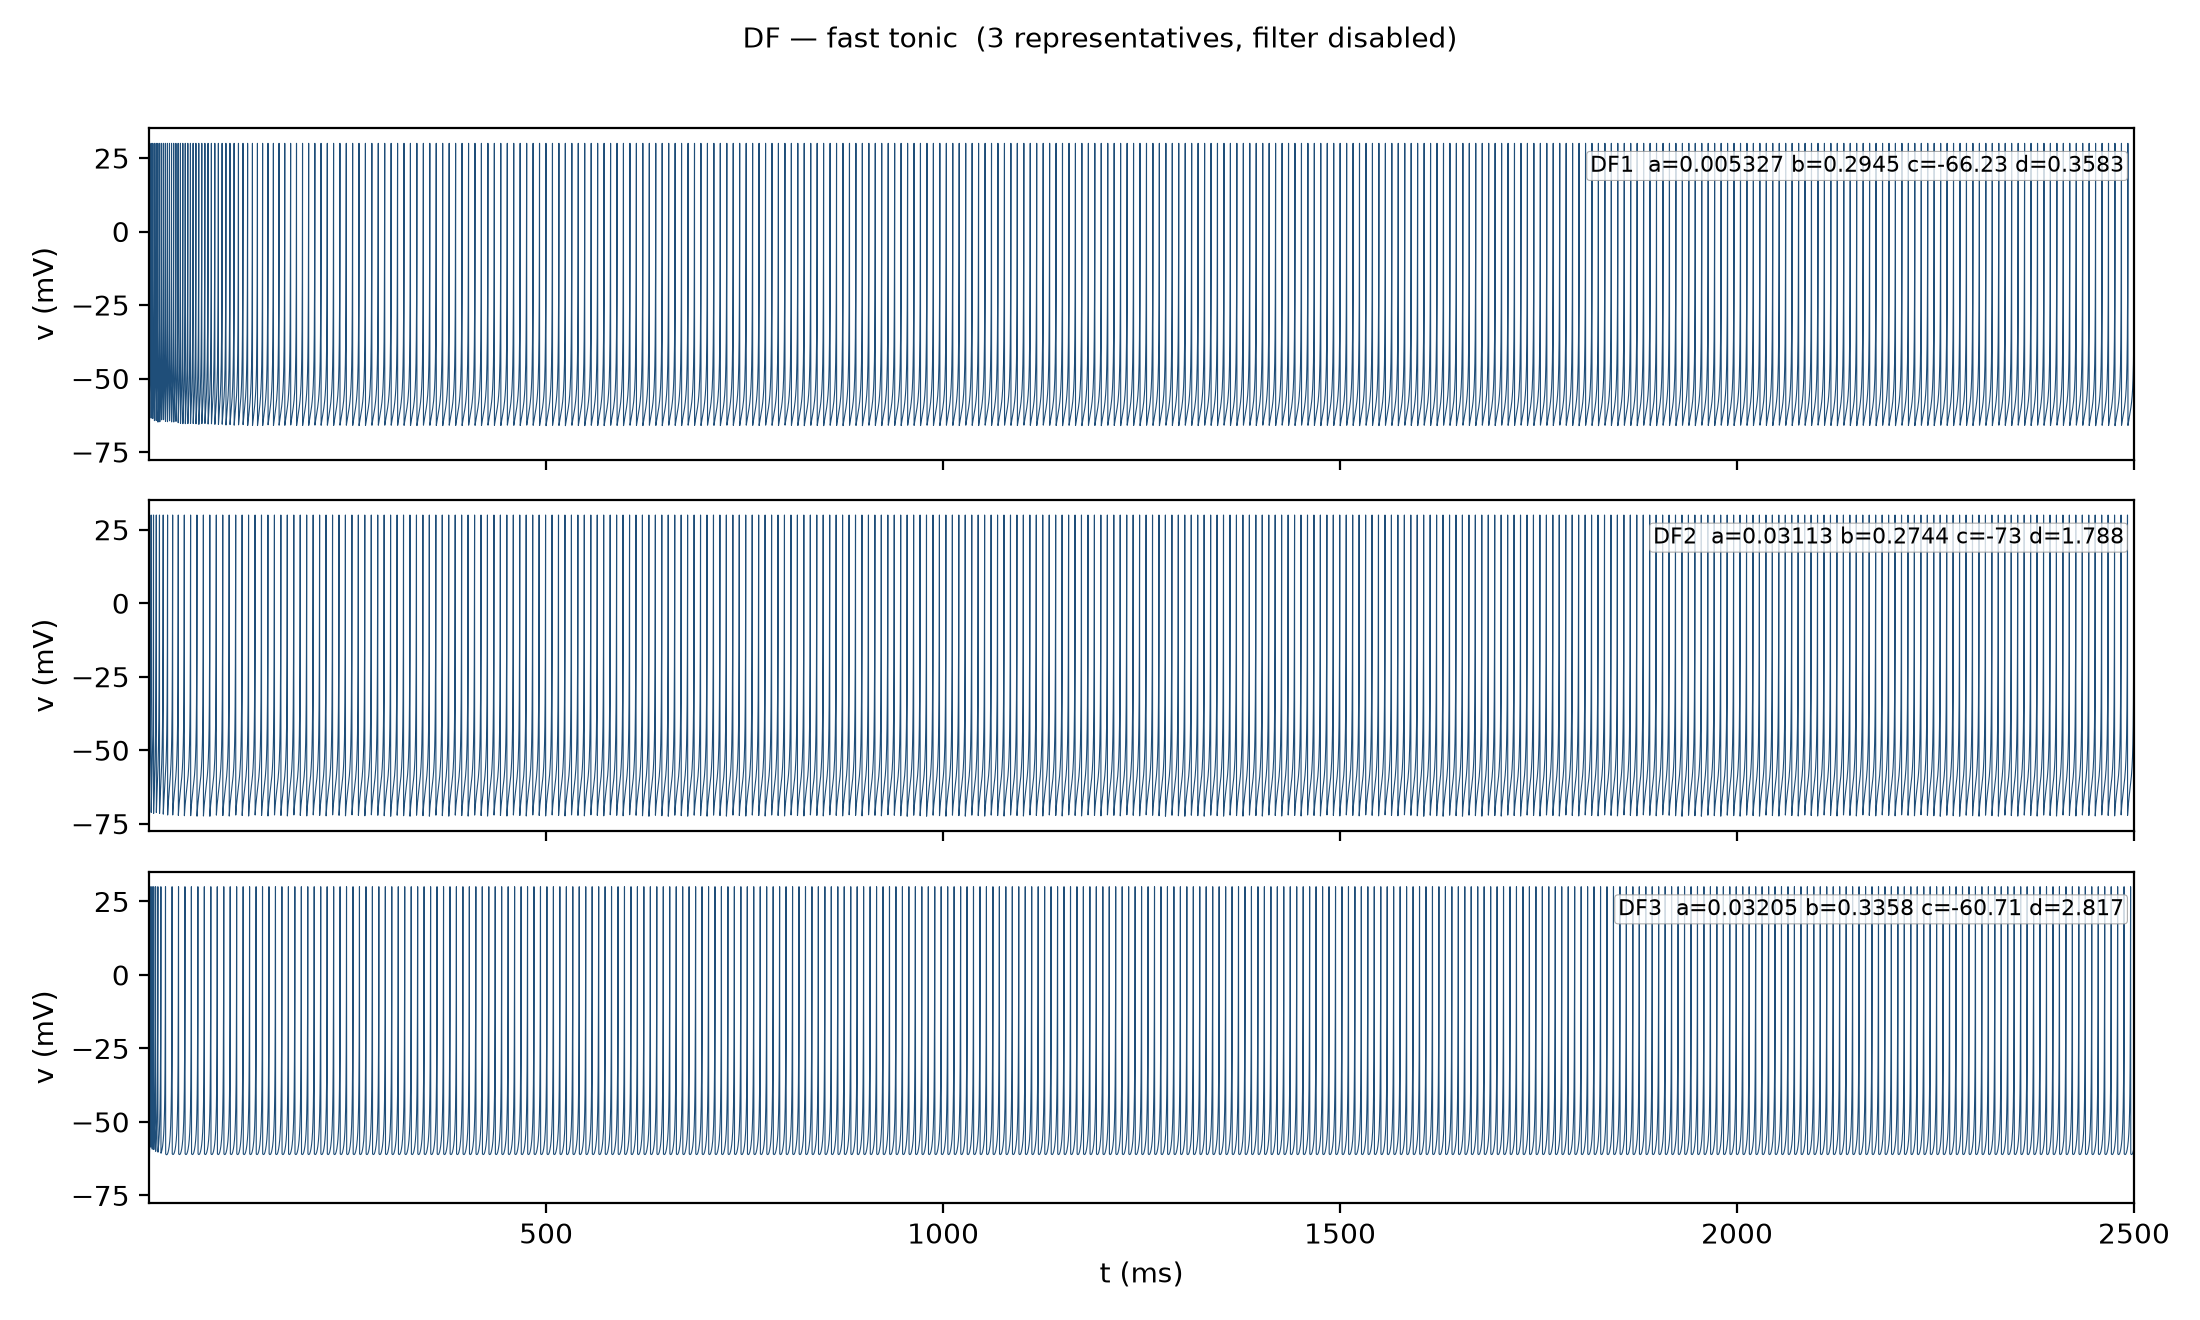 DF — fast tonic  (3 representatives, filter disabled)
25
0
−25
−50
−75
v (mV)
DF1  a=0.005327 b=0.2945 c=-66.23 d=0.3583
25
0
−25
−50
−75
v (mV)
DF2  a=0.03113 b=0.2744 c=-73 d=1.788
25
0
−25
−50
−75
v (mV)
DF3  a=0.03205 b=0.3358 c=-60.71 d=2.817
500 1000 1500 2000 2500
t (ms)